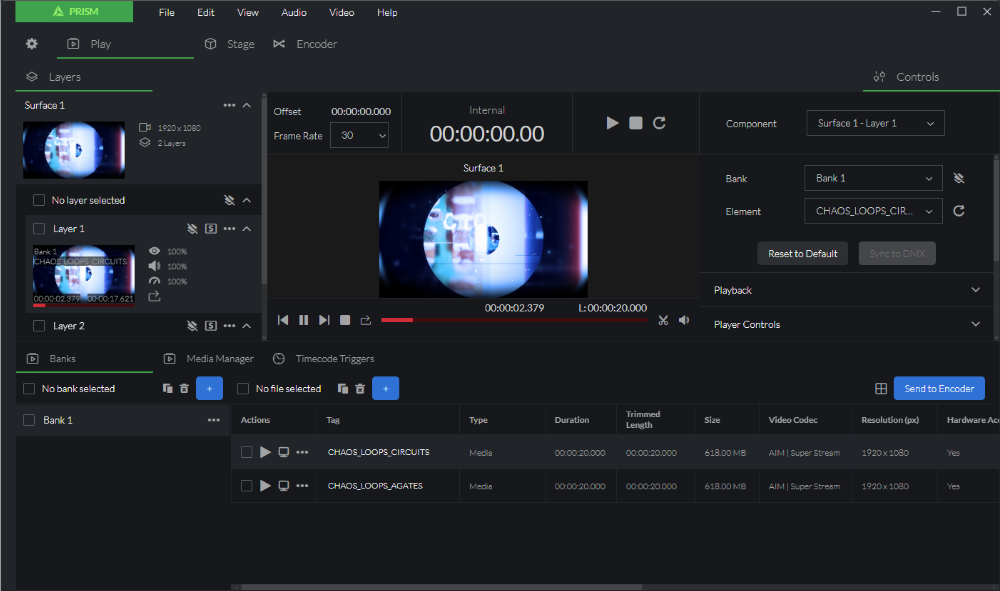 PRISM File Edit View Audio Video Help
Play Stage Encoder
Layers Controls
Surface 1
1920 x 1080
2 Layers
No layer selected
Layer 1
Bank 1
CHAOS_LOOPS_CIRCUITS
00:00:02.379 00:00:17.621
100%
100%
100%
Layer 2
Offset 00:00:00.000
Frame Rate 30
Internal
00:00:00.00
Surface 1
00:00:02.379 L: 00:00:20.000
Component Surface 1 - Layer 1
Bank Bank 1
Element CHAOS_LOOPS_CIR...
Reset to Default Sync to DMX
Playback
Player Controls
Banks Media Manager Timecode Triggers
No bank selected + No file selected + Send to Encoder
Bank 1
Actions Tag Type Duration Trimmed Length Size Video Codec Resolution (px) Hardware Acc
CHAOS_LOOPS_CIRCUITS Media 00:00:20.000 00:00:20.000 618.00 MB AIM | Super Stream 1920 x 1080 Yes
CHAOS_LOOPS_AGATES Media 00:00:20.000 00:00:20.000 618.00 MB AIM | Super Stream 1920 x 1080 Yes